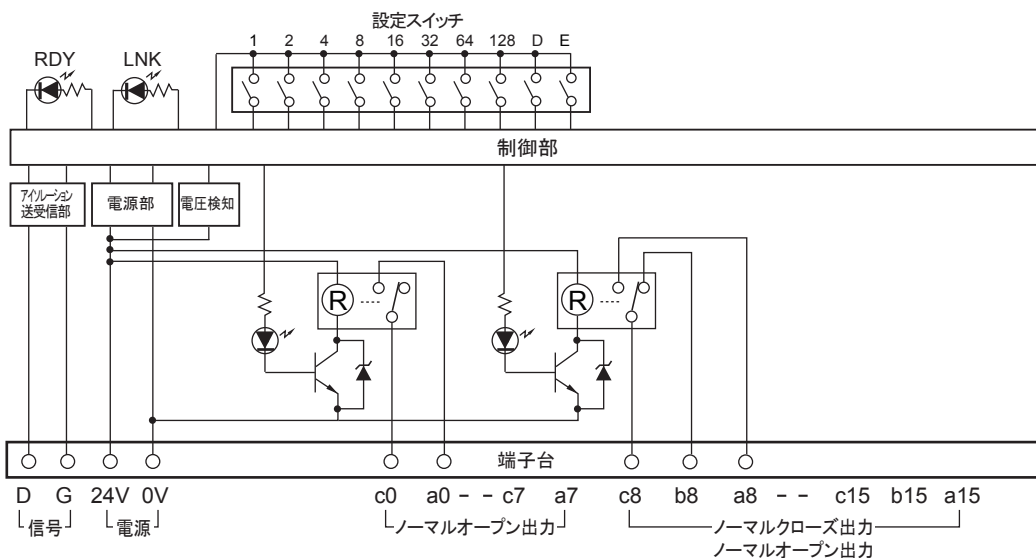 設定スイッチ
1 2 4 8 16 32 64 128 D E
RDY LNK
制御部
アイソレーション
送受信部
電源部
電圧検知
R
R
端子台
D G 24V 0V c0 a0 - - c7 a7 c8 b8 a8 - - c15 b15 a15
信号 電源 ノーマルオープン出力 ノーマルクローズ出力
ノーマルオープン出力